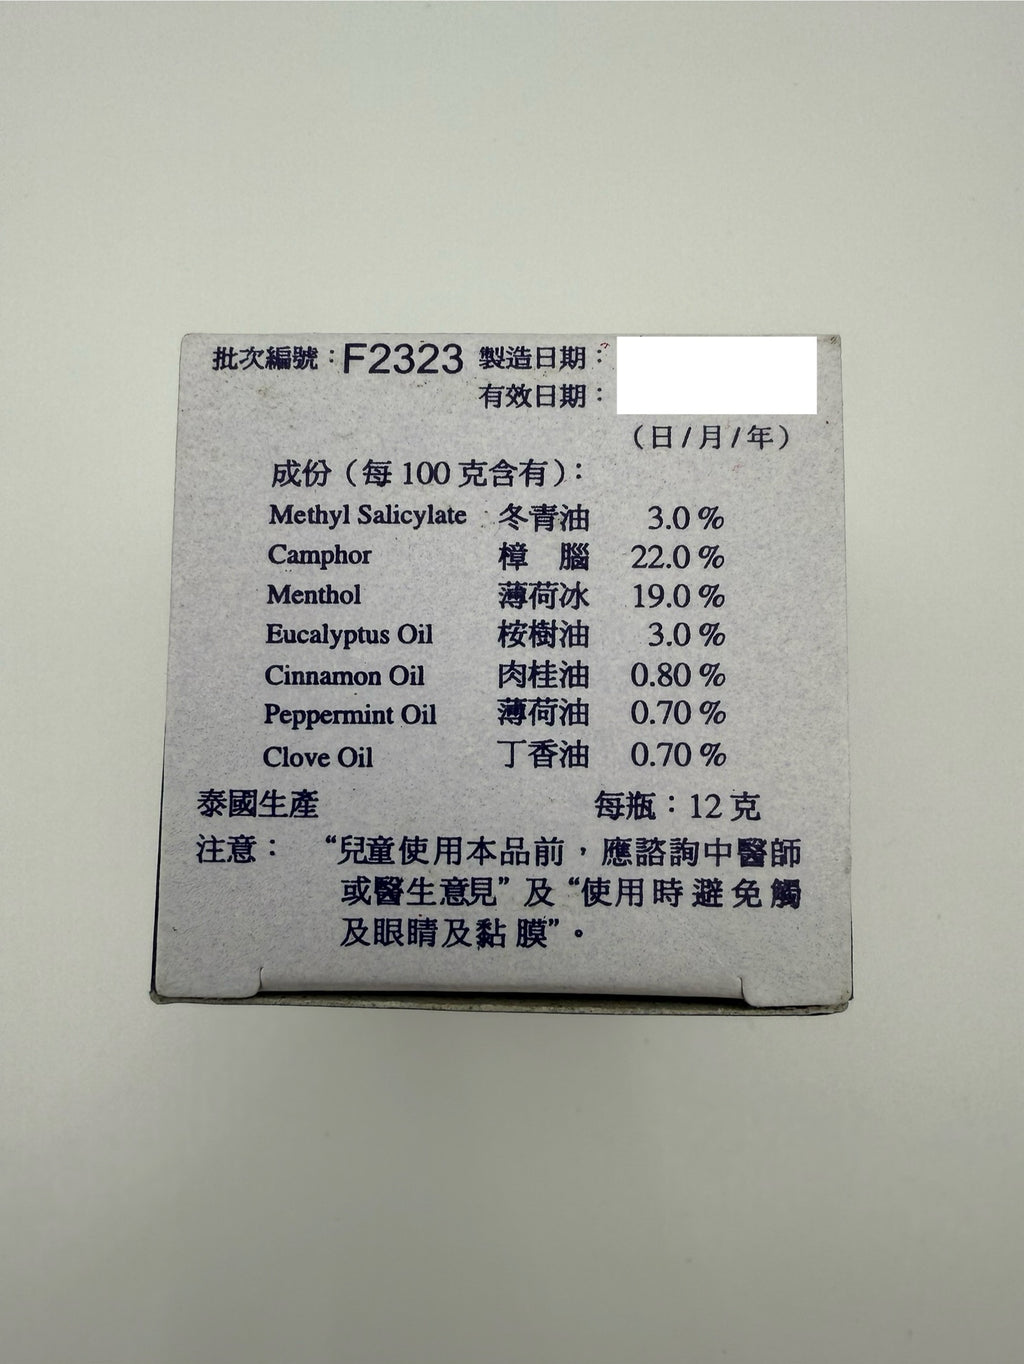 批次編號：F2323 製造日期：
有效日期：
（日/月/年）
成份（每 100 克含有）：
Methyl Salicylate 冬青油 3.0 %
Camphor 樟 腦 22.0 %
Menthol 薄荷冰 19.0 %
Eucalyptus Oil 桉樹油 3.0 %
Cinnamon Oil 肉桂油 0.80 %
Peppermint Oil 薄荷油 0.70 %
Clove Oil 丁香油 0.70 %
泰國生產 每瓶：12 克
注意： “兒童使用本品前，應諮詢中醫師
或醫生意見” 及 “使用時避免觸
及眼睛及黏膜”。